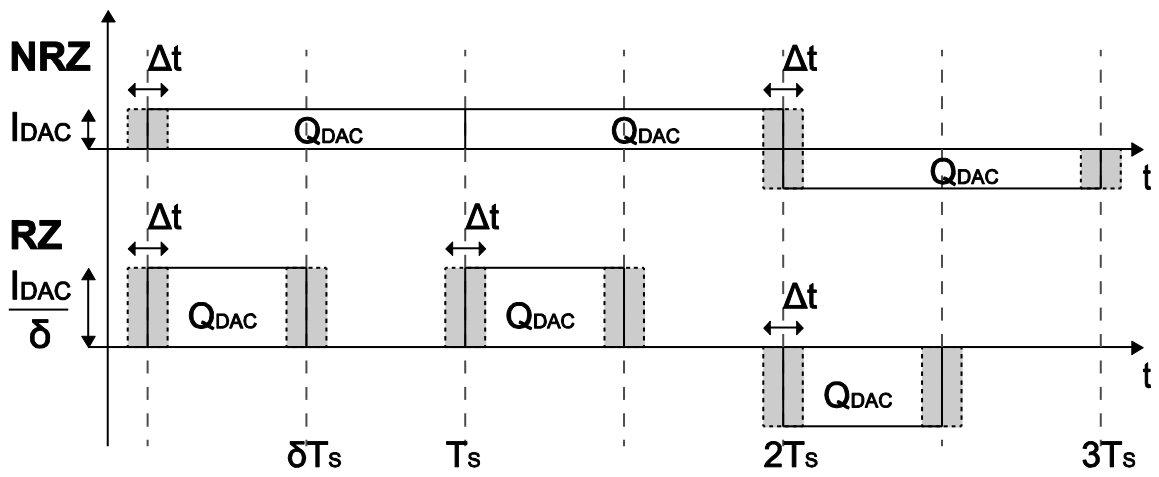 NRZ
Δt
Δt
IDAC
QDAC
QDAC
t
QDAC
RZ
Δt
Δt
IDAC
δ
QDAC
QDAC
Δt
t
QDAC
δTs
Ts
2Ts
3Ts